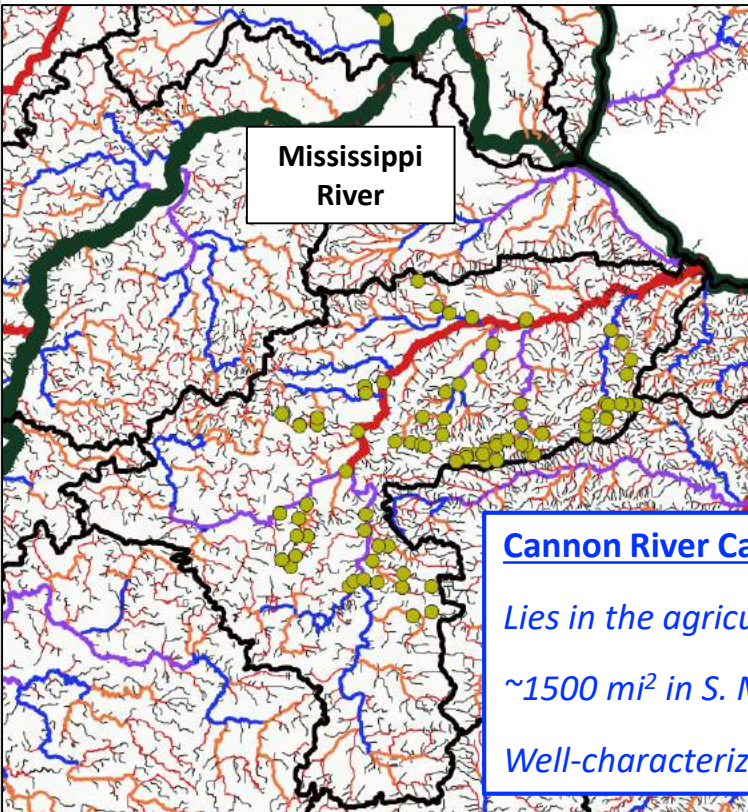 Mississippi
River
Cannon River Ca
Lies in the agricu
~1500 mi² in S. M
Well-characteriz